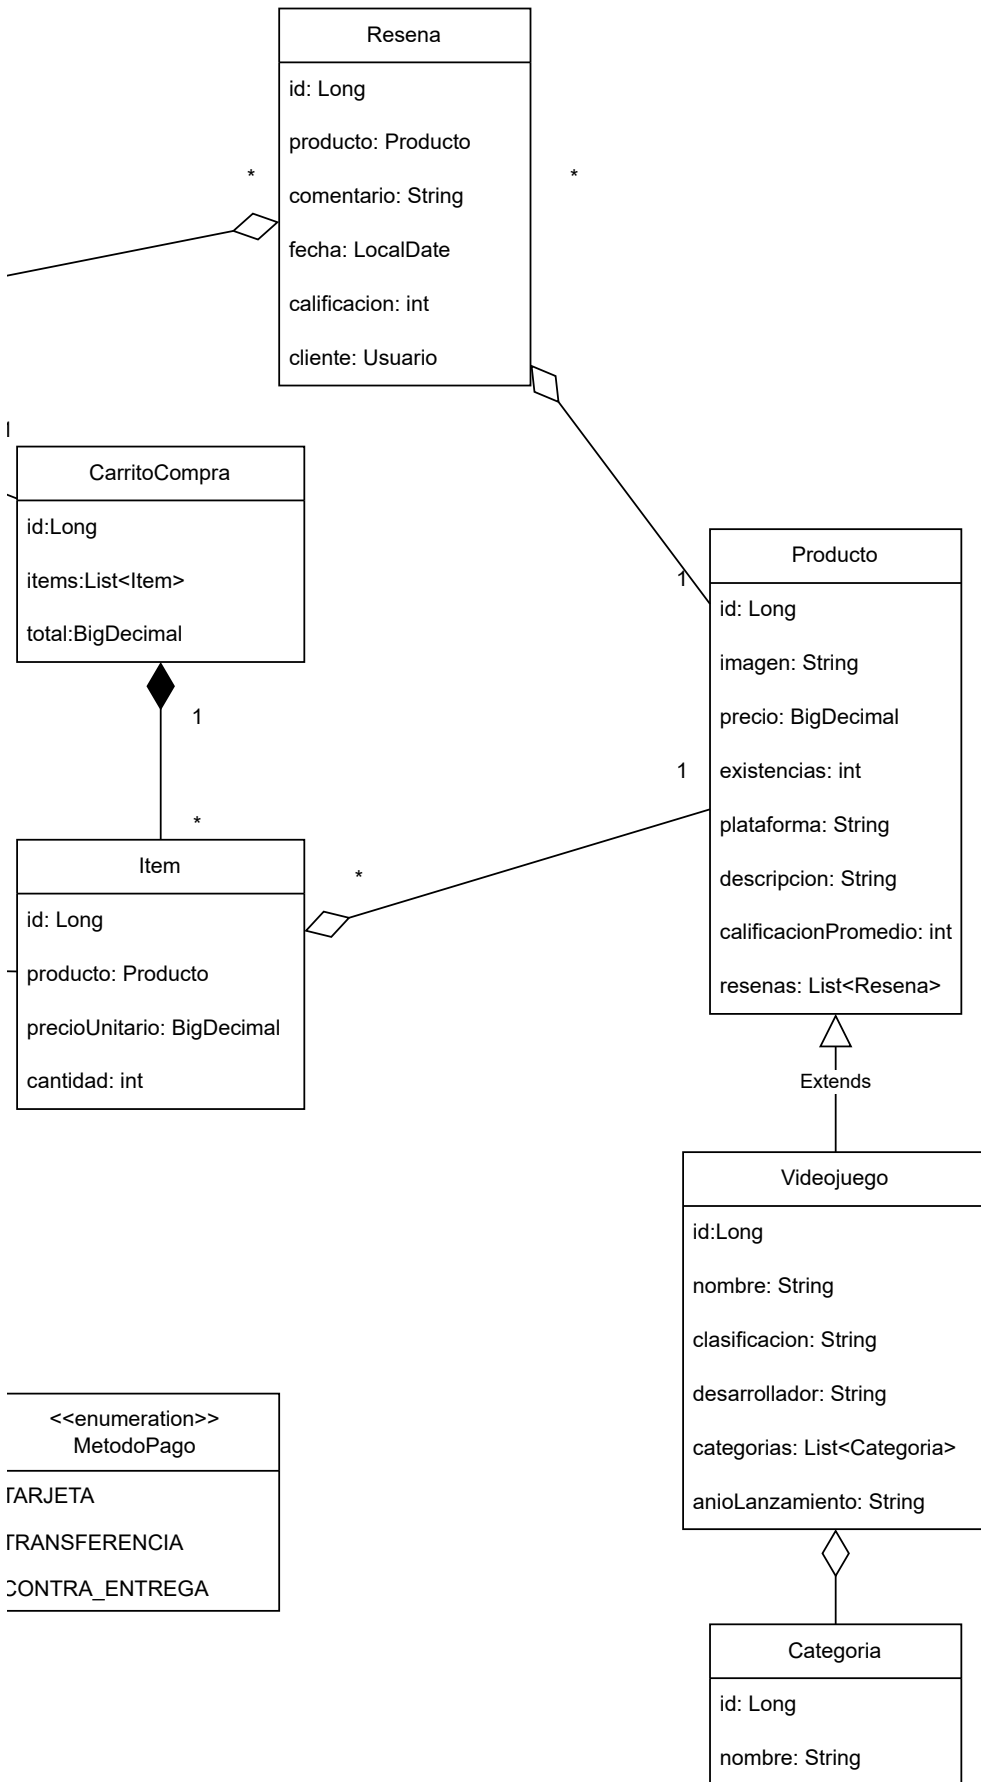 Resena
id: Long
producto: Producto
*
*
comentario: String
fecha: LocalDate
calificacion: int
cliente: Usuario
CarritoCompra
id:Long
items:List<Item>
total:BigDecimal
1
*
Item
id: Long
producto: Producto
precioUnitario: BigDecimal
cantidad: int
*
1
1
Producto
id: Long
imagen: String
precio: BigDecimal
existencias: int
plataforma: String
descripcion: String
calificacionPromedio: int
resenas: List<Resena>
Extends
Videojuego
id:Long
nombre: String
clasificacion: String
desarrollador: String
categorias: List<Categoria>
anioLanzamiento: String
<<enumeration>>
MetodoPago
TARJETA
TRANSFERENCIA
CONTRA_ENTREGA
Categoria
id: Long
nombre: String